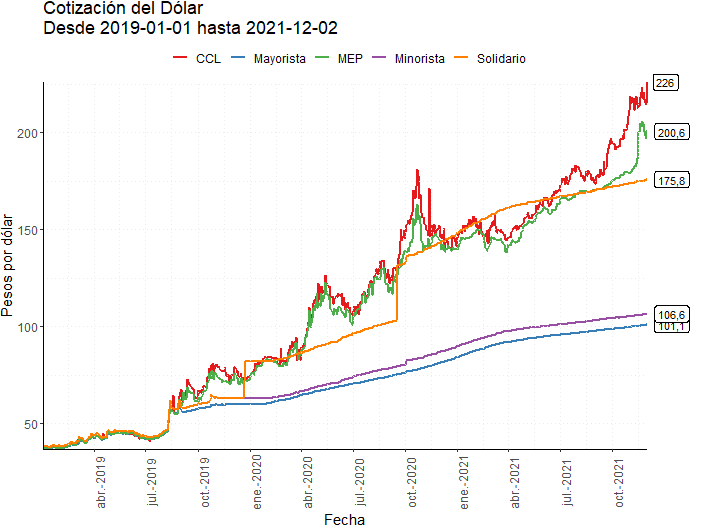 Cotización del Dólar
Desde 2019-01-01 hasta 2021-12-02
CCL Mayorista MEP Minorista Solidario
226
200,6
175,8
106,6
101,1
200
150
100
50
Pesos por dólar
abr.-2019
jul.-2019
oct.-2019
ene.-2020
abr.-2020
jul.-2020
oct.-2020
ene.-2021
abr.-2021
jul.-2021
oct.-2021
Fecha